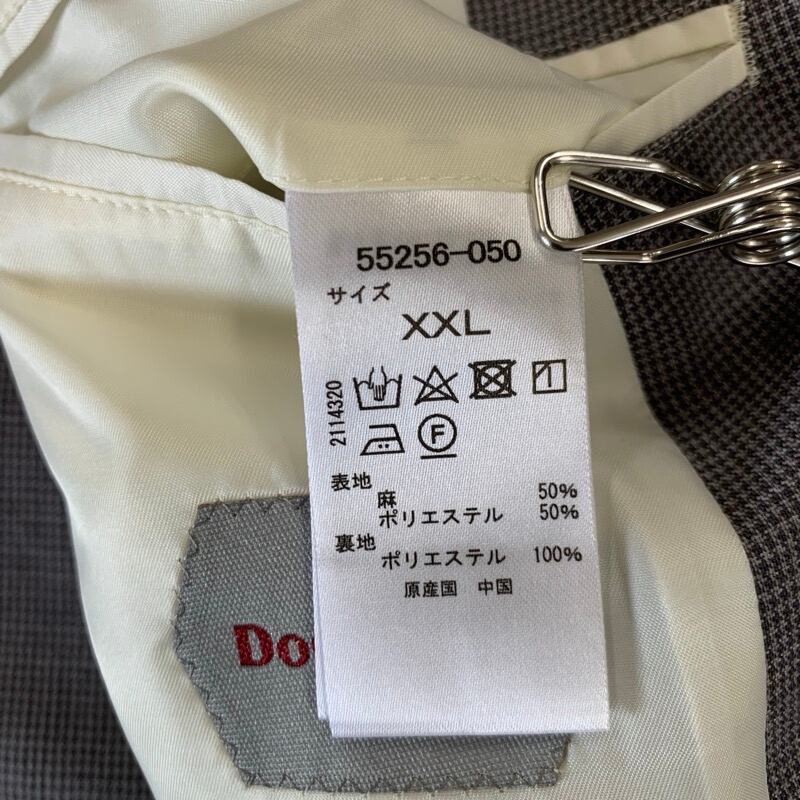 55256-050
サイズ
XXL
2114320
F
表地
麻 50%
ポリエステル 50%
裏地
ポリエステル 100%
原産国 中国